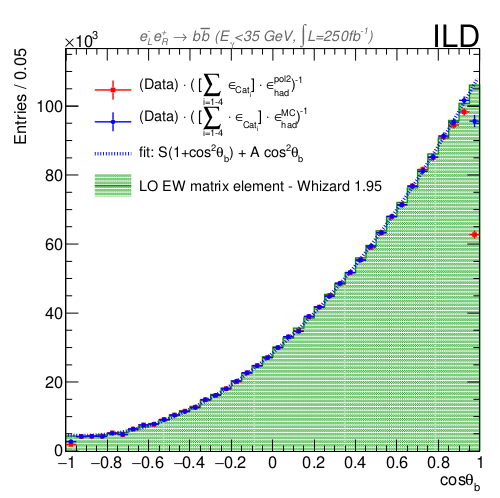 ×10³ e⁻_L e⁺_R → bb̅ (E_γ<35 GeV, ∫L=250fb⁻¹) ILD
Entries / 0.05
(Data) · ( [∑_{i=1-4} ϵ_{Cat_i}] · ϵ_{had}^{pol2})⁻¹
(Data) · ( [∑_{i=1-4} · ϵ_{Cat_i}] · ϵ_{had}^{MC})⁻¹
fit: S(1+cos²θ_b) + A cos²θ_b
LO EW matrix element - Whizard 1.95
100
80
60
40
20
0
−1 −0.8 −0.6 −0.4 −0.2 0 0.2 0.4 0.6 0.8 1
cosθ_b